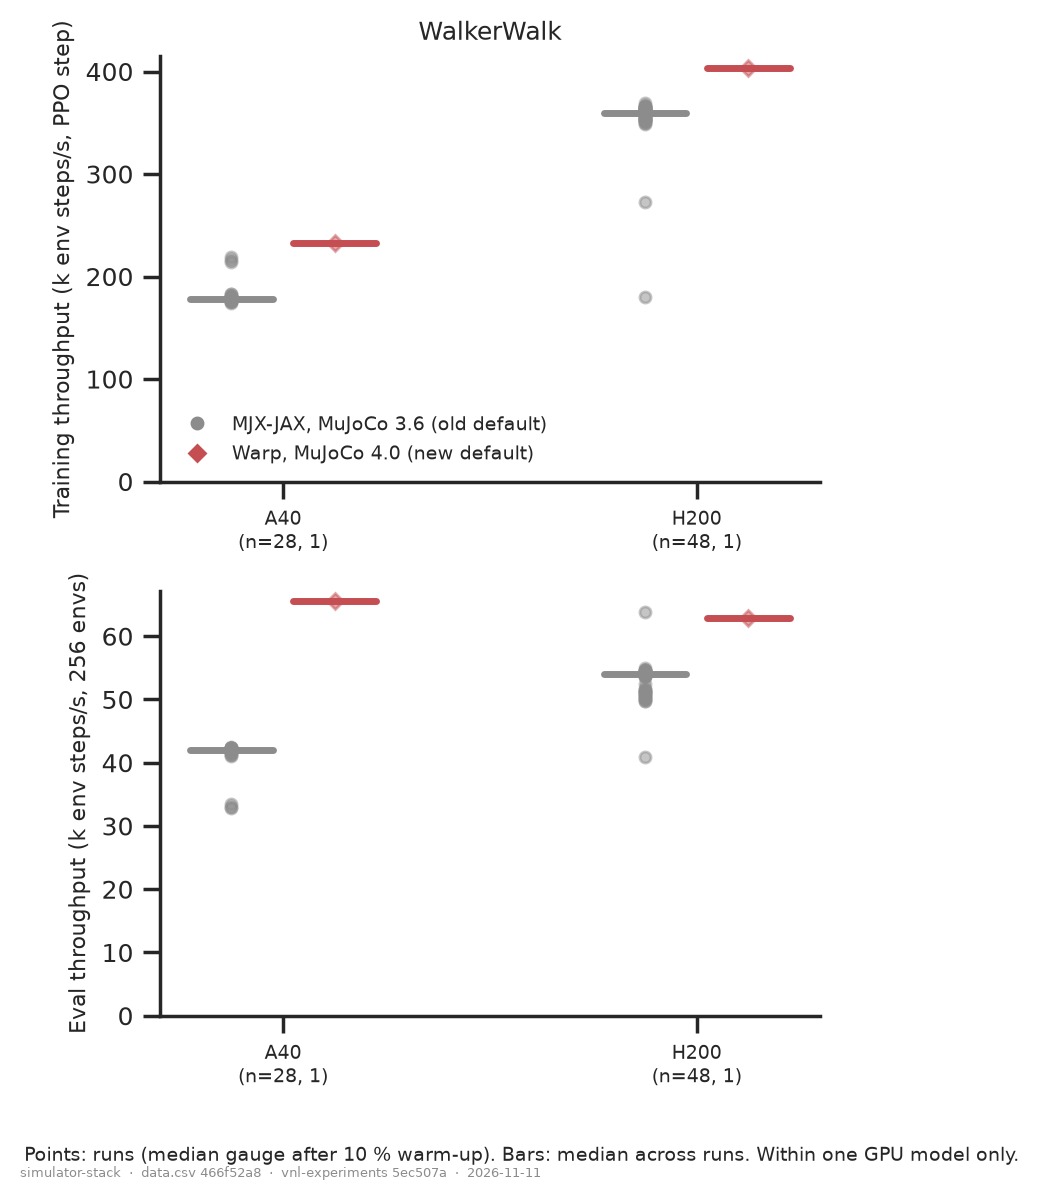 WalkerWalk
Training throughput (k env steps/s, PPO step)
400
300
200
100
0
MJX-JAX, MuJoCo 3.6 (old default)
Warp, MuJoCo 4.0 (new default)
A40
(n=28, 1)
H200
(n=48, 1)
Eval throughput (k env steps/s, 256 envs)
60
50
40
30
20
10
0
A40
(n=28, 1)
H200
(n=48, 1)
Points: runs (median gauge after 10 % warm-up). Bars: median across runs. Within one GPU model only.
simulator-stack · data.csv 466f52a8 · vnl-experiments 5ec507a · 2026-11-11